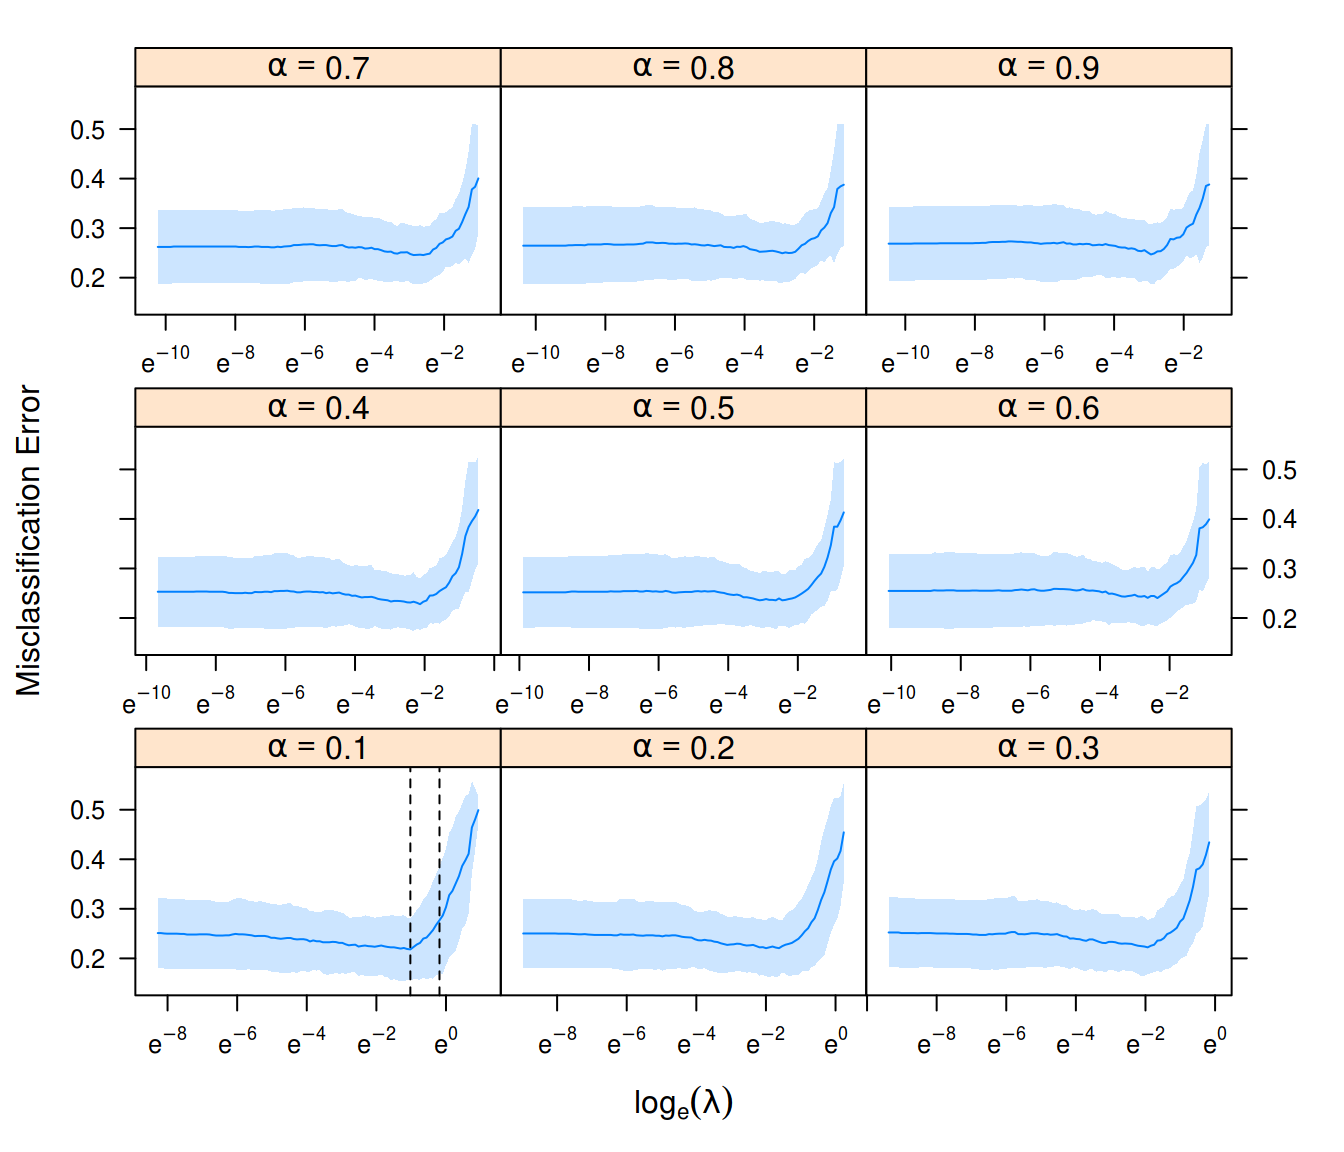 α = 0.7 α = 0.8 α = 0.9
0.5
0.4
0.3
0.2
e⁻¹⁰ e⁻⁸ e⁻⁶ e⁻⁴ e⁻² e⁻¹⁰ e⁻⁸ e⁻⁶ e⁻⁴ e⁻² e⁻¹⁰ e⁻⁸ e⁻⁶ e⁻⁴ e⁻²
Misclassification Error
α = 0.4 α = 0.5 α = 0.6
0.5
0.4
0.3
0.2
e⁻¹⁰ e⁻⁸ e⁻⁶ e⁻⁴ e⁻² e⁻¹⁰ e⁻⁸ e⁻⁶ e⁻⁴ e⁻² e⁻¹⁰ e⁻⁸ e⁻⁶ e⁻⁴ e⁻²
α = 0.1 α = 0.2 α = 0.3
0.5
0.4
0.3
0.2
e⁻⁸ e⁻⁶ e⁻⁴ e⁻² e⁰ e⁻⁸ e⁻⁶ e⁻⁴ e⁻² e⁰ e⁻⁸ e⁻⁶ e⁻⁴ e⁻² e⁰
logₑ(λ)